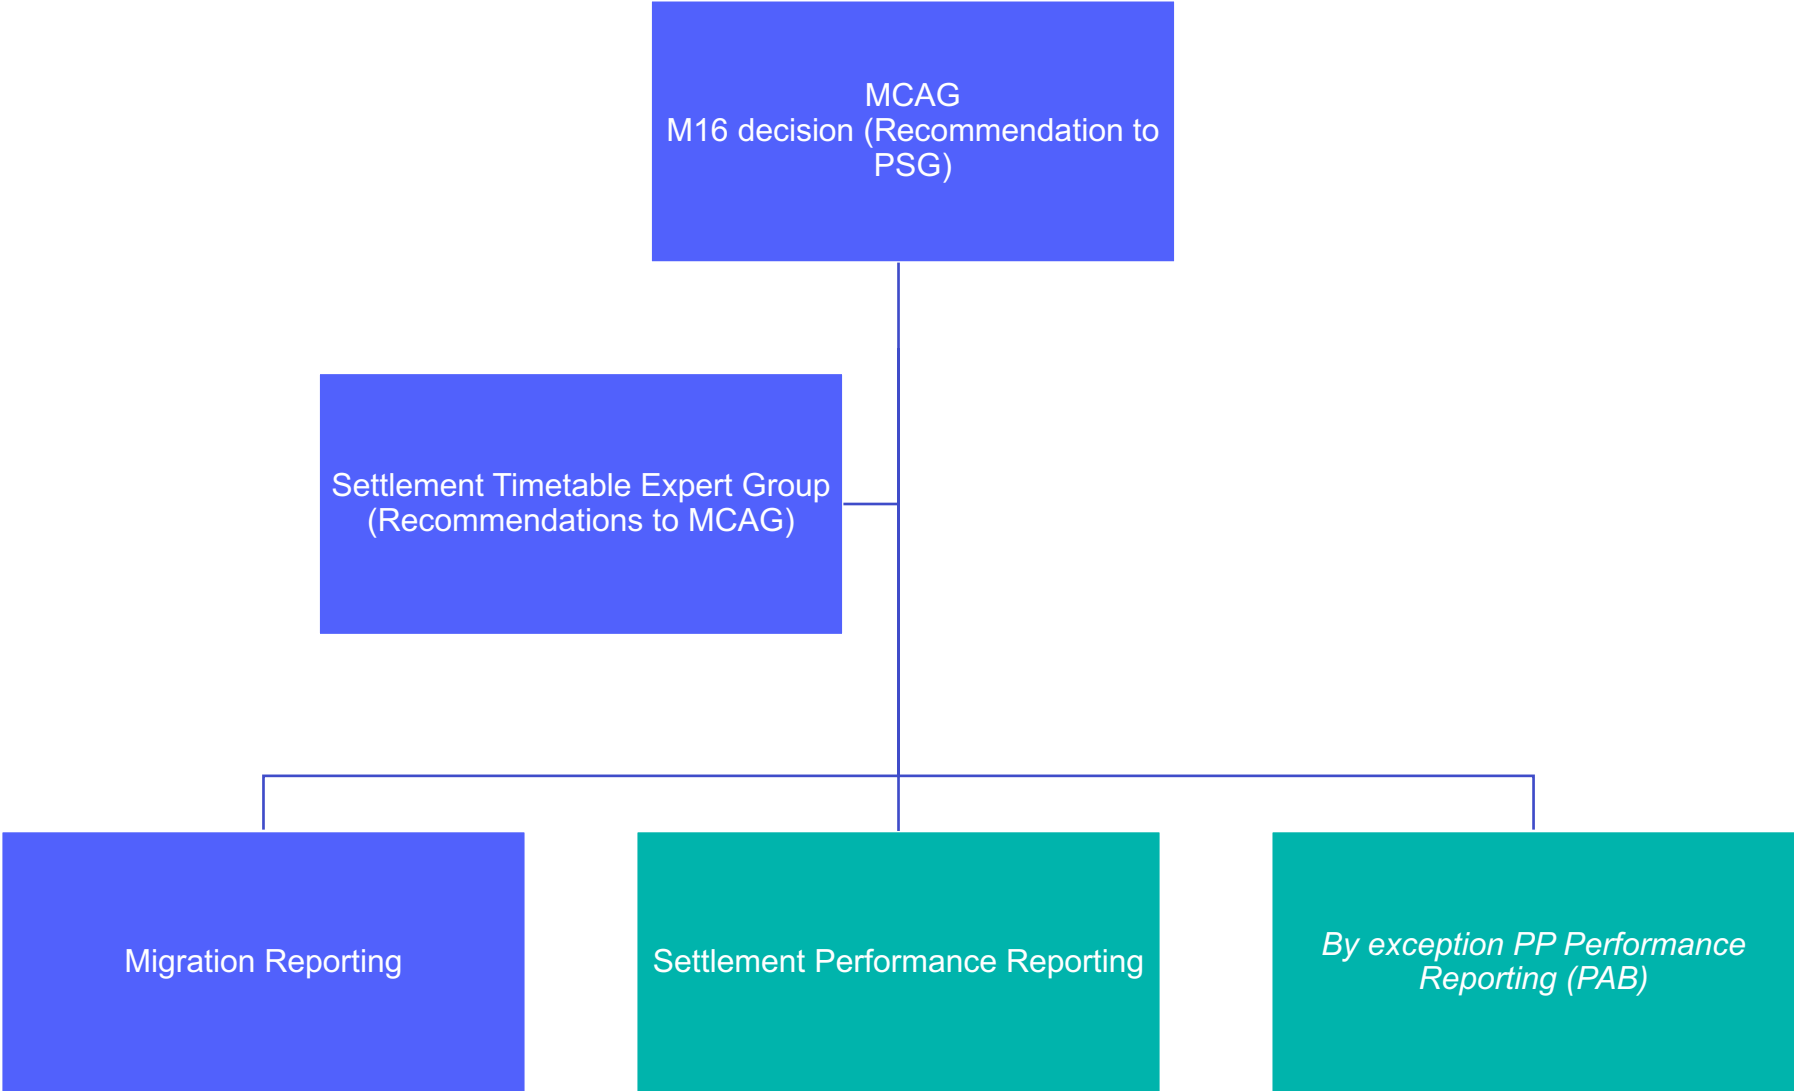 MCAG
M16 decision (Recommendation to
PSG)
Settlement Timetable Expert Group
(Recommendations to MCAG)
Migration Reporting
Settlement Performance Reporting
By exception PP Performance
Reporting (PAB)